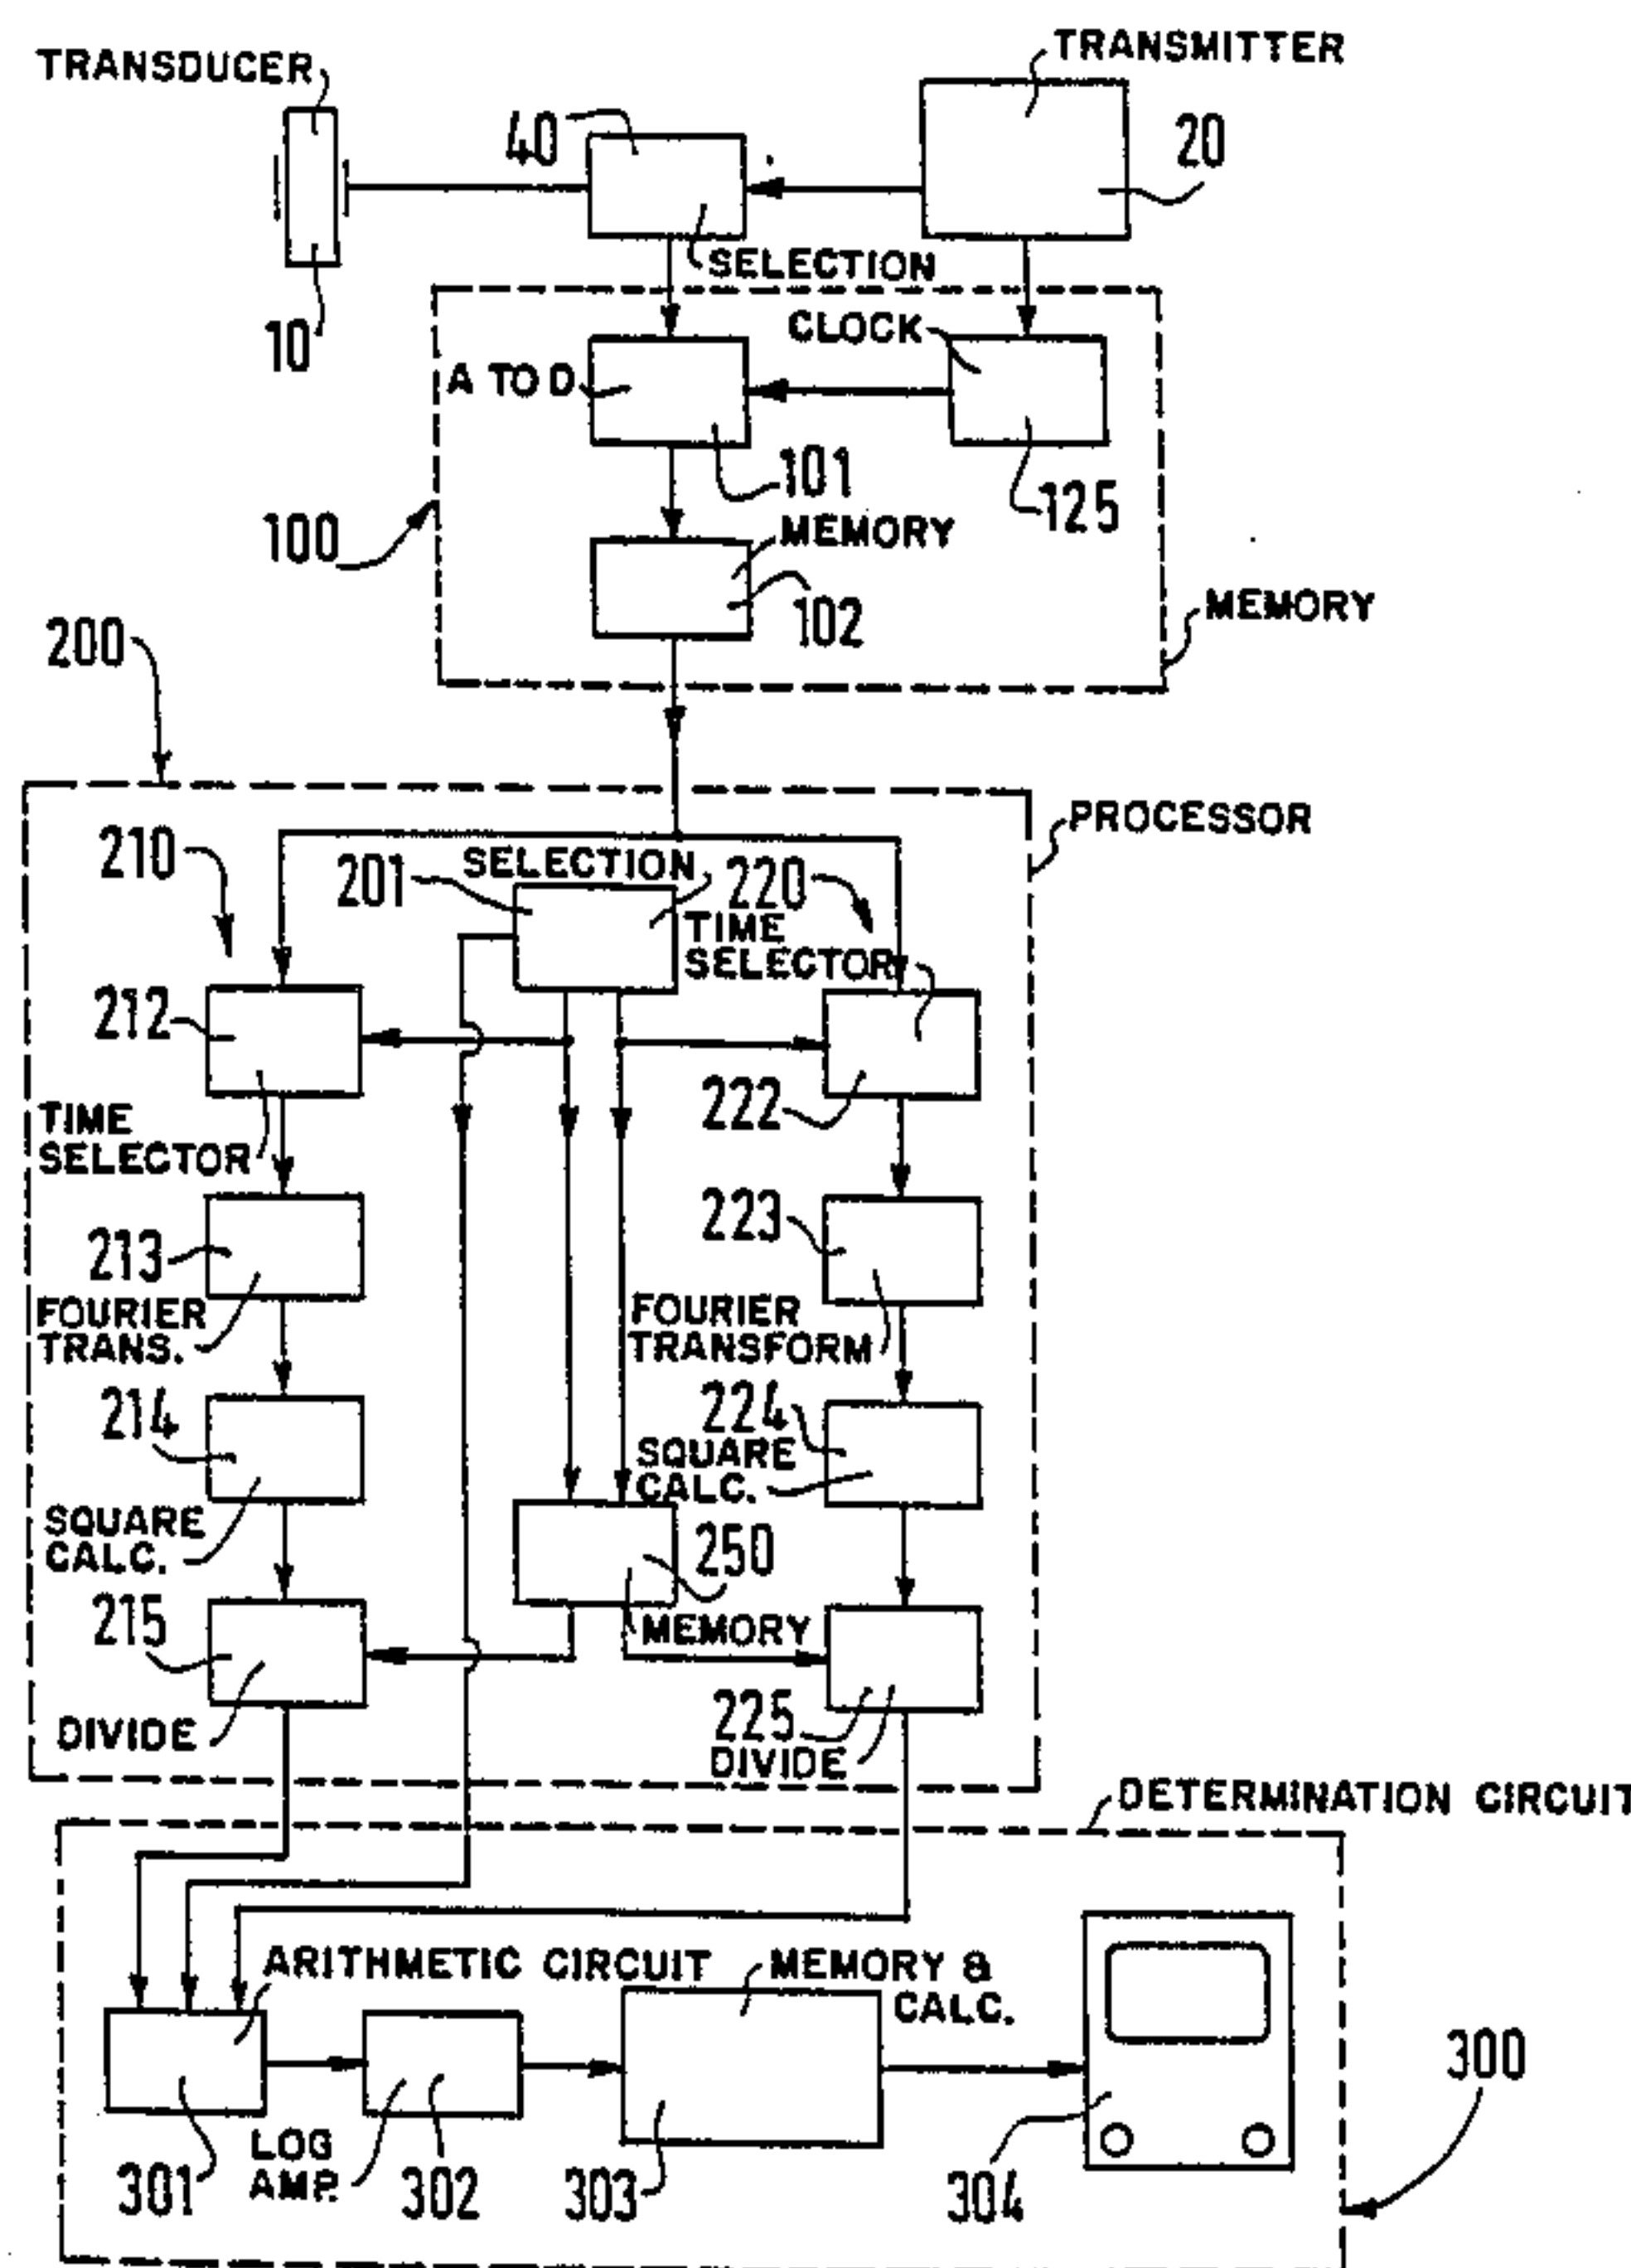 TRANSDUCER
TRANSMITTER
40
20
SELECTION
10
CLOCK
A TO D
101
125
100
MEMORY
102
MEMORY
200
PROCESSOR
210
201
SELECTION
220
TIME
SELECTOR
212
222
TIME
SELECTOR
213
223
FOURIER
TRANS.
FOURIER
TRANSFORM
214
224
SQUARE
CALC.
SQUARE
CALC.
250
215
MEMORY
225
DIVIDE
DIVIDE
DETERMINATION CIRCUIT
ARITHMETIC CIRCUIT
MEMORY &
CALC.
300
LOG
AMP.
301
302
303
304